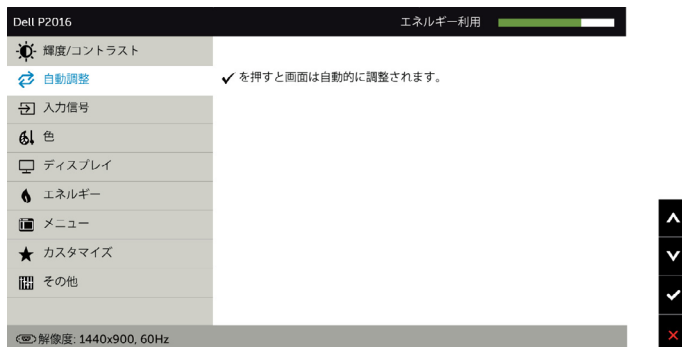 Dell P2016 エネルギー利用
輝度/コントラスト
自動調整 ✓ を押すと画面は自動的に調整されます。
入力信号
色
ディスプレイ
エネルギー
メニュー
カスタマイズ
その他
解像度: 1440x900, 60Hz